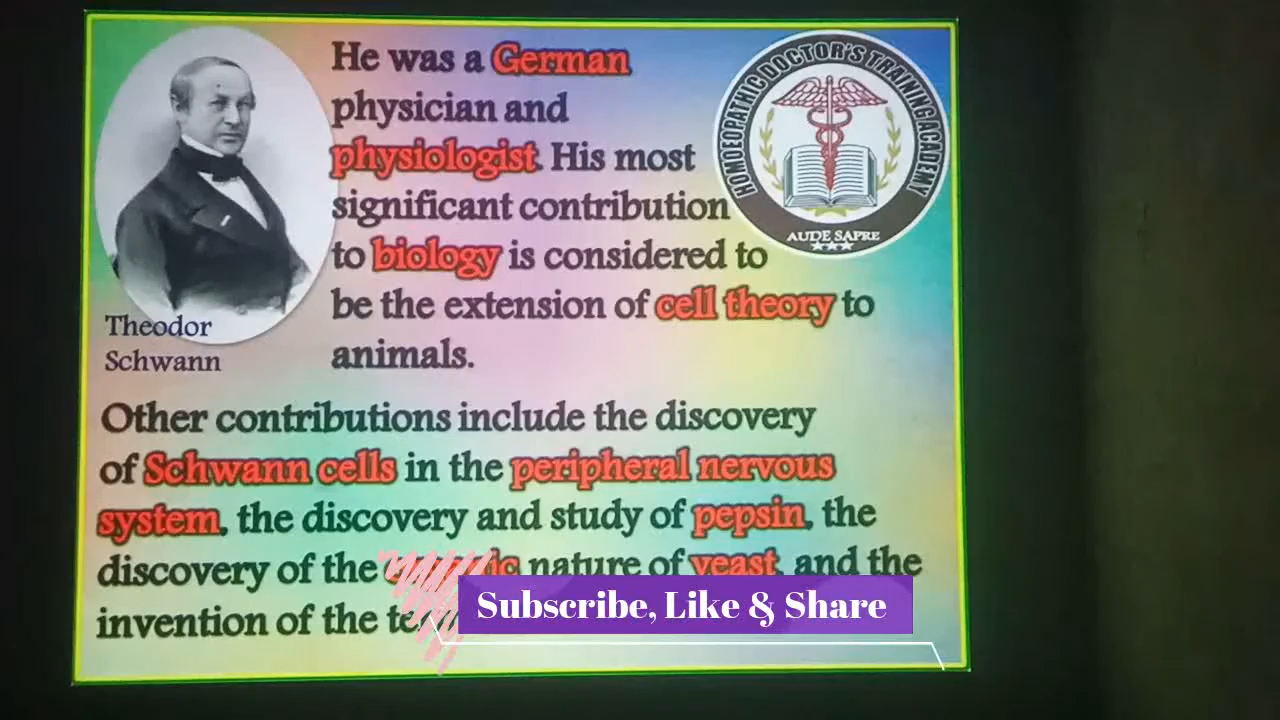 He was a German
physician and
physiologist. His most
significant contribution
to biology is considered to
be the extension of cell theory to
animals.
HOMOEOPATHIC DOCTOR'S TRAINING ACADEMY
AUDE SAPRE
Theodor
Schwann
Other contributions include the discovery
of Schwann cells in the peripheral nervous
system, the discovery and study of pepsin, the
discovery of the nature of yeast, and the
invention of the
Subscribe, Like & Share